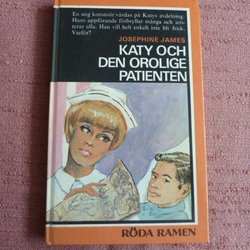 En ung konstnär vårdas på Katys avdelning.
Hans uppförande förbryllar många och irri-
terar alla. Han vill helt enkelt inte bli frisk.
Varför?
JOSEPHINE JAMES
KATY OCH
DEN OROLIGE
PATIENTEN
RÖDA RAMEN